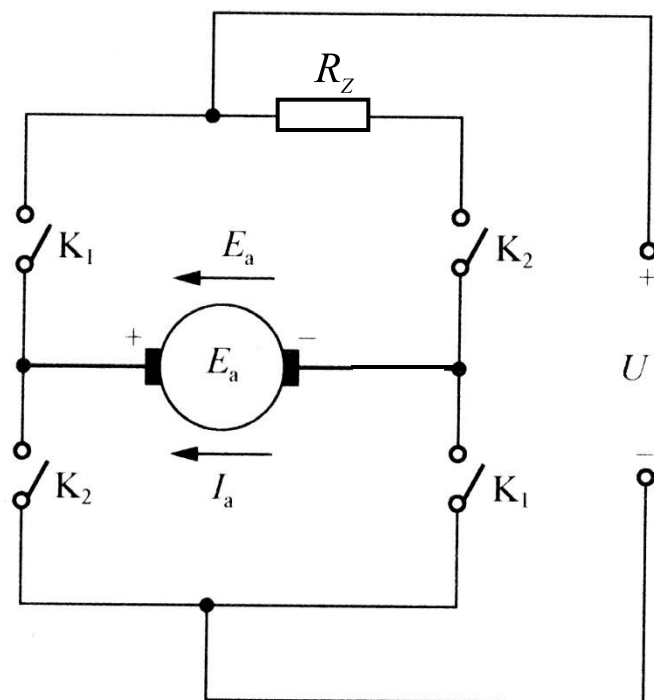 R_Z
K₁
E_a
K₂
+
+ E_a −
U
K₂
I_a
K₁
−